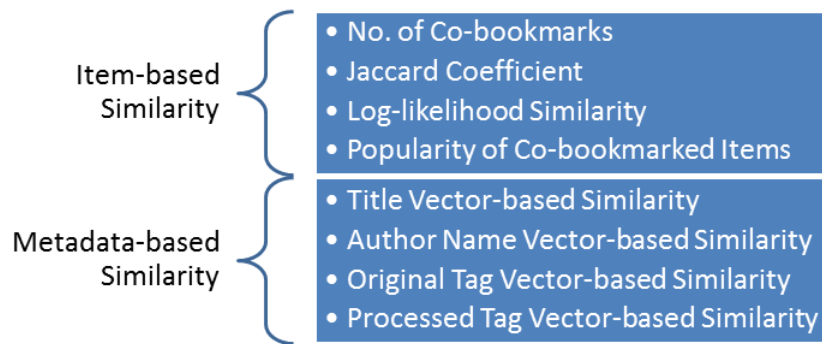 Item-based
Similarity
• No. of Co-bookmarks
• Jaccard Coefficient
• Log-likelihood Similarity
• Popularity of Co-bookmarked Items
Metadata-based
Similarity
• Title Vector-based Similarity
• Author Name Vector-based Similarity
• Original Tag Vector-based Similarity
• Processed Tag Vector-based Similarity